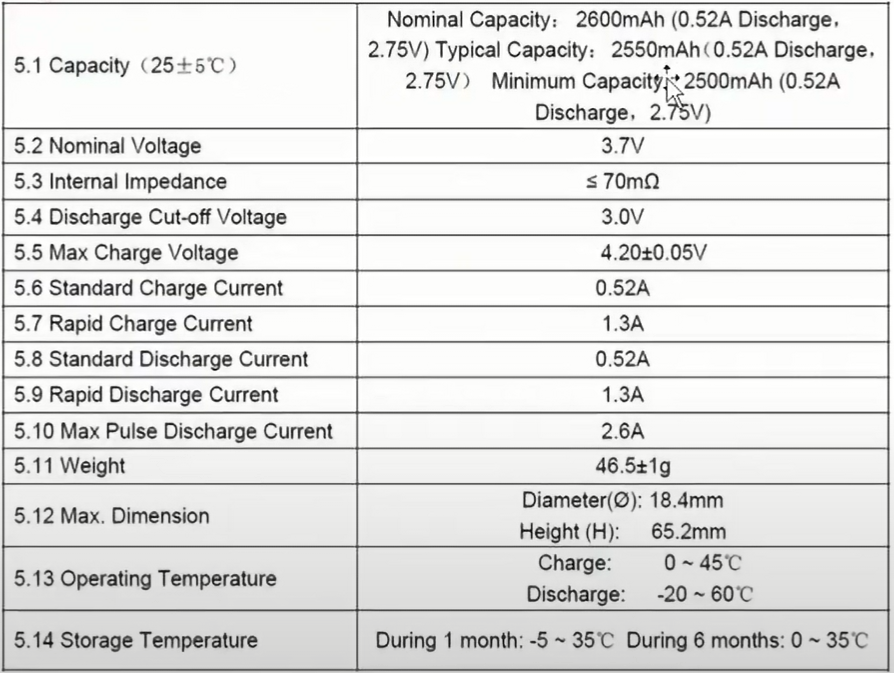 5.1 Capacity（25±5℃）
Nominal Capacity： 2600mAh (0.52A Discharge，
2.75V) Typical Capacity： 2550mAh（0.52A Discharge，
2.75V） Minimum Capacity： 2500mAh (0.52A
Discharge，2.75V)
5.2 Nominal Voltage 3.7V
5.3 Internal Impedance ≤ 70mΩ
5.4 Discharge Cut-off Voltage 3.0V
5.5 Max Charge Voltage 4.20±0.05V
5.6 Standard Charge Current 0.52A
5.7 Rapid Charge Current 1.3A
5.8 Standard Discharge Current 0.52A
5.9 Rapid Discharge Current 1.3A
5.10 Max Pulse Discharge Current 2.6A
5.11 Weight 46.5±1g
5.12 Max. Dimension
Diameter(Ø): 18.4mm
Height (H): 65.2mm
5.13 Operating Temperature
Charge: 0 ~ 45℃
Discharge: -20 ~ 60℃
5.14 Storage Temperature During 1 month: -5 ~ 35℃ During 6 months: 0 ~ 35℃